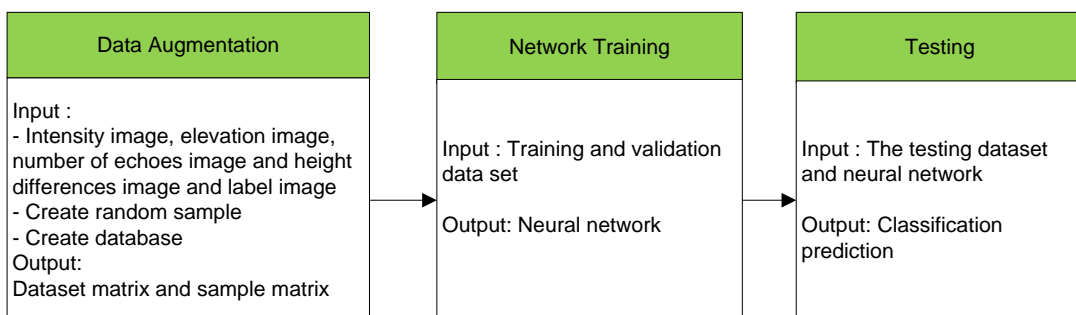 Data Augmentation
Input :
- Intensity image, elevation image,
number of echoes image and height
differences image and label image
- Create random sample
- Create database
Output:
Dataset matrix and sample matrix
Network Training
Input : Training and validation
data set
Output: Neural network
Testing
Input : The testing dataset
and neural network
Output: Classification
prediction